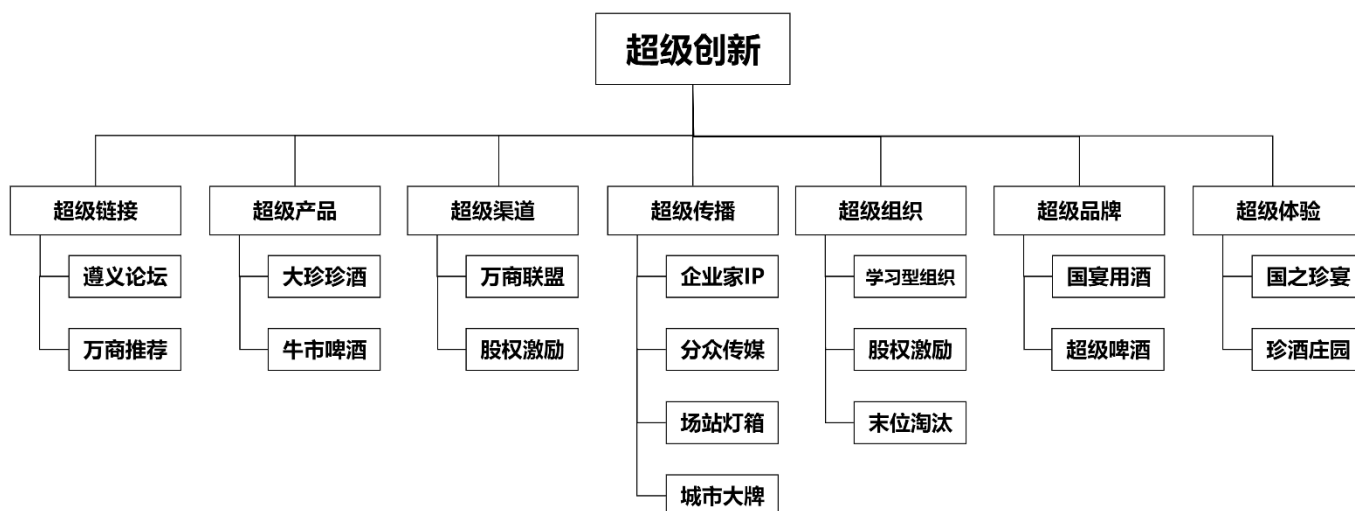 超级创新
超级链接
遵义论坛
万商推荐
超级产品
大珍珍酒
牛市啤酒
超级渠道
万商联盟
股权激励
超级传播
企业家IP
分众传媒
场站灯箱
城市大牌
超级组织
学习型组织
股权激励
末位淘汰
超级品牌
国宴用酒
超级啤酒
超级体验
国之珍宴
珍酒庄园